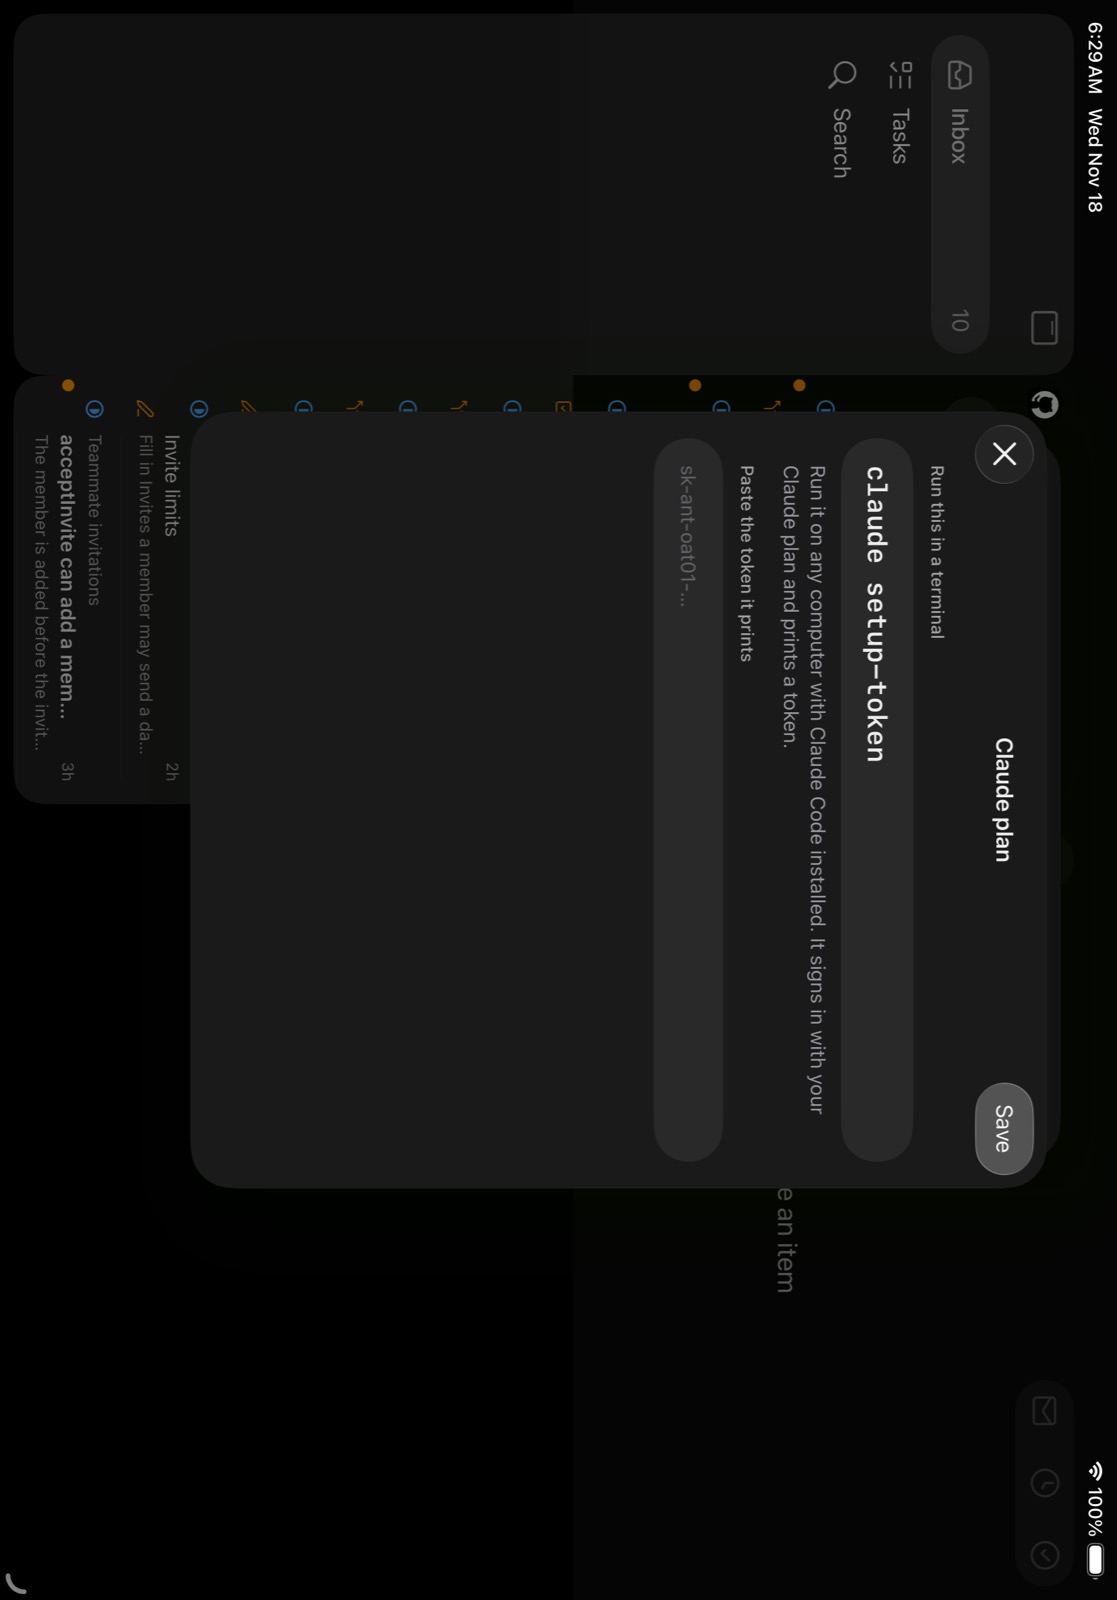 6:29 AM Wed Nov 18
100%
Inbox 10
Tasks
Search
Claude plan
Save
Run this in a terminal
claude setup-token
Run it on any computer with Claude Code installed. It signs in with your
Claude plan and prints a token.
Paste the token it prints
sk-ant-oat01-...
e an item
Invite limits 2h
Fill in Invites a member may send a da...
Teammate invitations
acceptInvite can add a mem... 3h
The member is added before the invit...